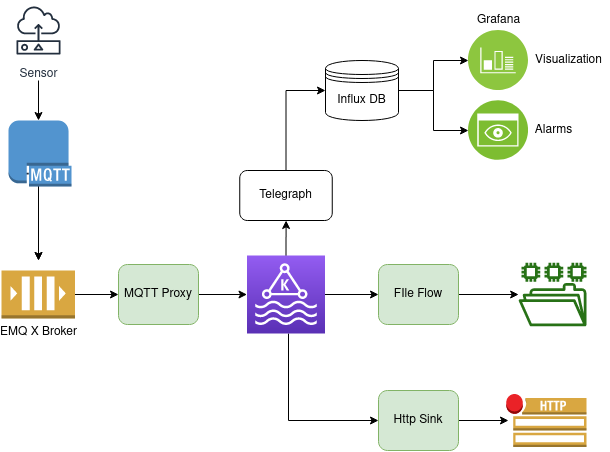 Grafana
Visualization
Sensor
Influx DB
Alarms
MQTT
Telegraph
K
MQTT Proxy
FIle Flow
EMQ X Broker
HTTP
Http Sink